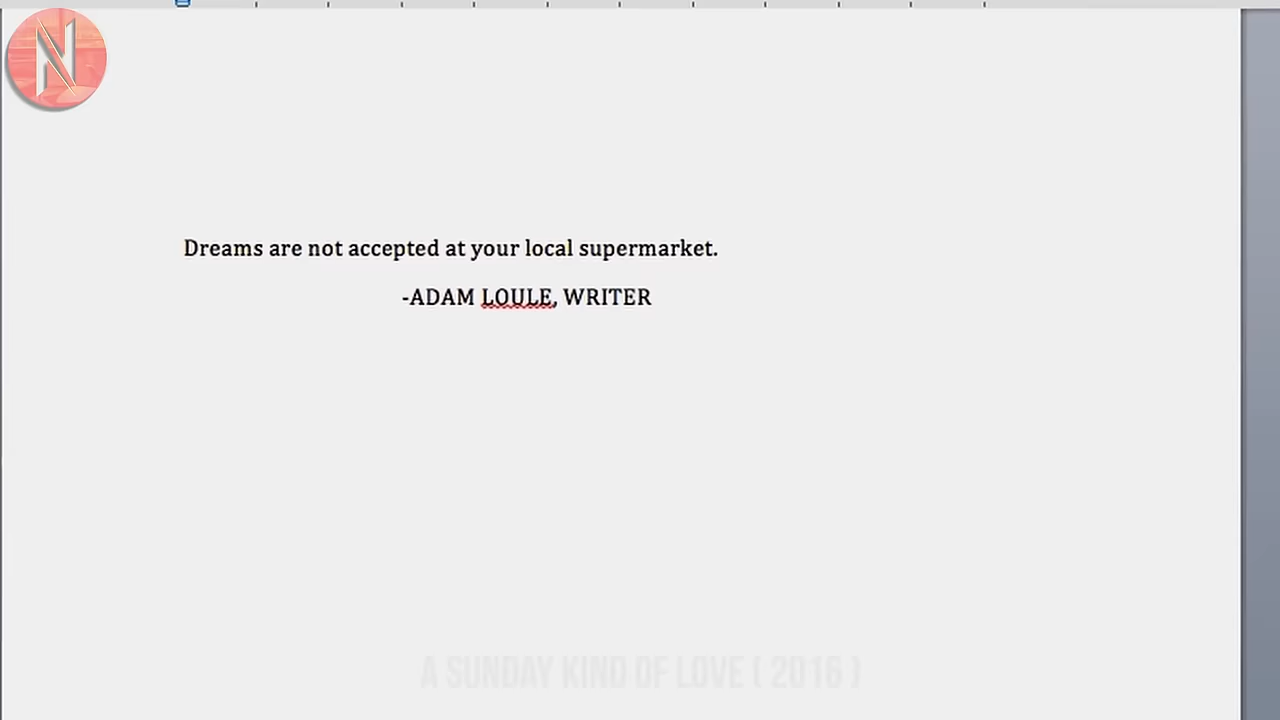 N
Dreams are not accepted at your local supermarket.
-ADAM LOULE, WRITER
A SUNDAY KIND OF LOVE ( 2016 )